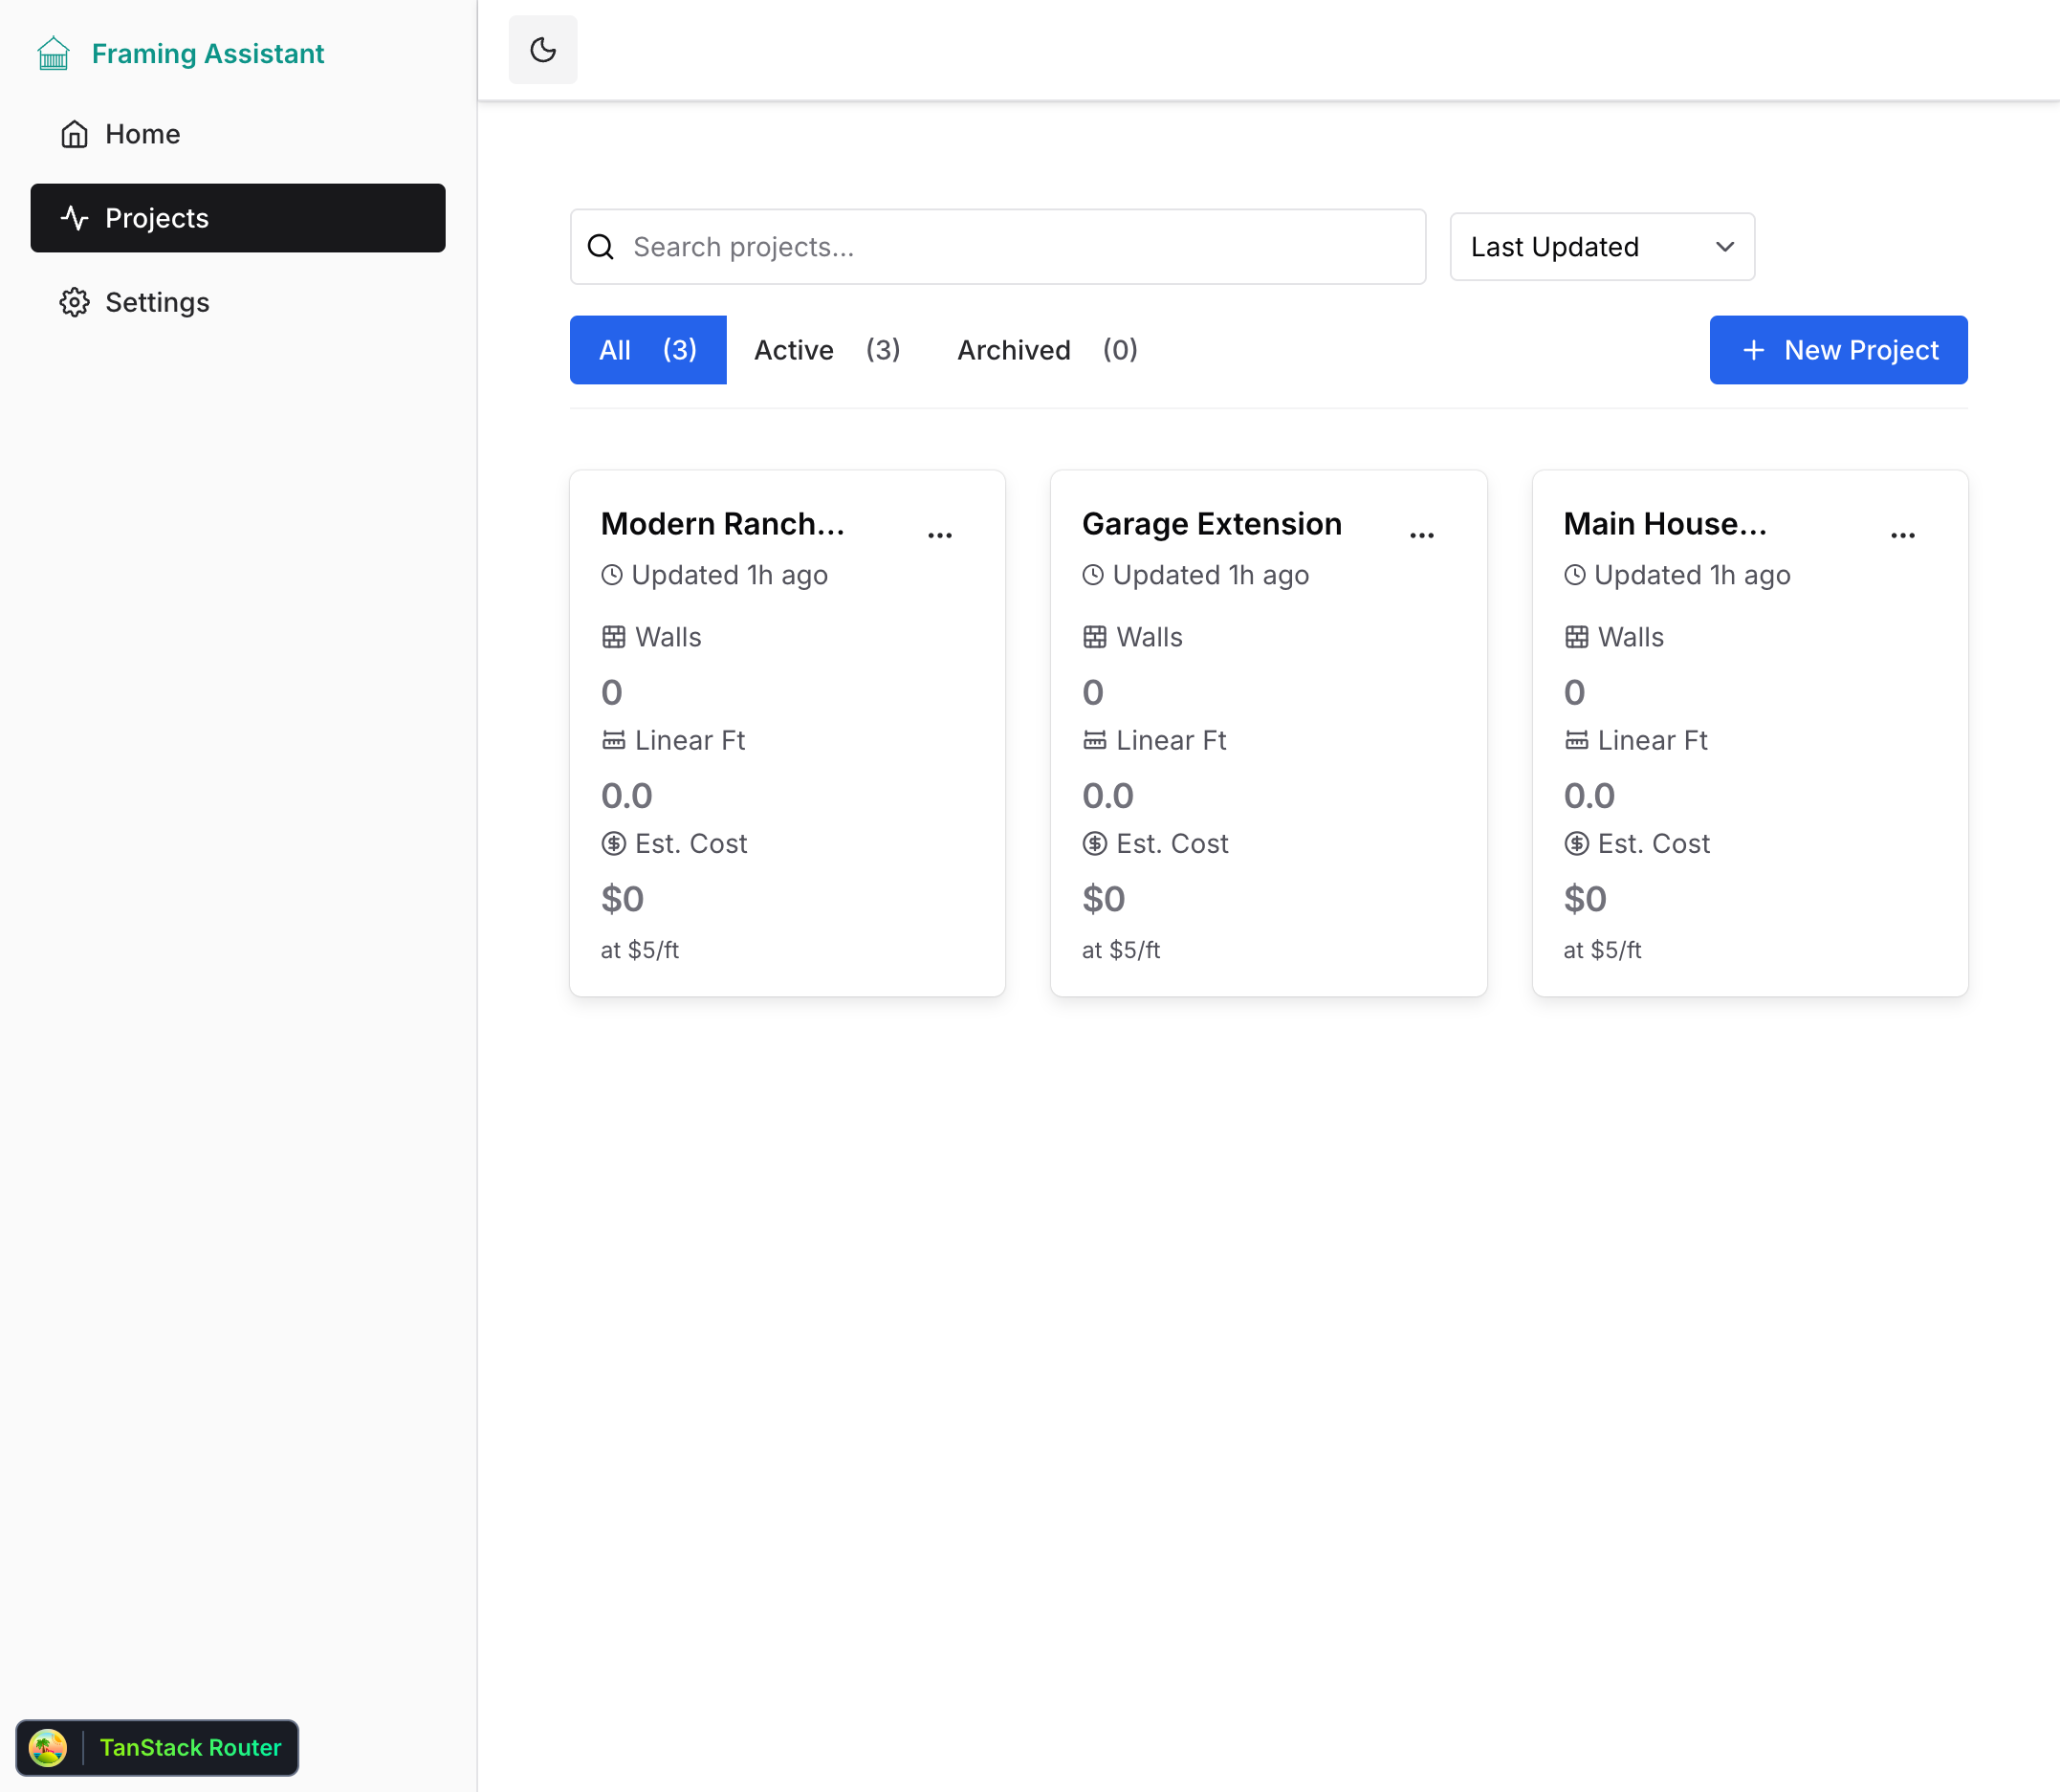 Framing Assistant
Home
Projects
Settings
Search projects...
Last Updated
All (3)
Active (3)
Archived (0)
New Project
Modern Ranch...
Updated 1h ago
Walls
0
Linear Ft
0.0
Est. Cost
$0
at $5/ft
Garage Extension
Updated 1h ago
Walls
0
Linear Ft
0.0
Est. Cost
$0
at $5/ft
Main House...
Updated 1h ago
Walls
0
Linear Ft
0.0
Est. Cost
$0
at $5/ft
TanStack Router